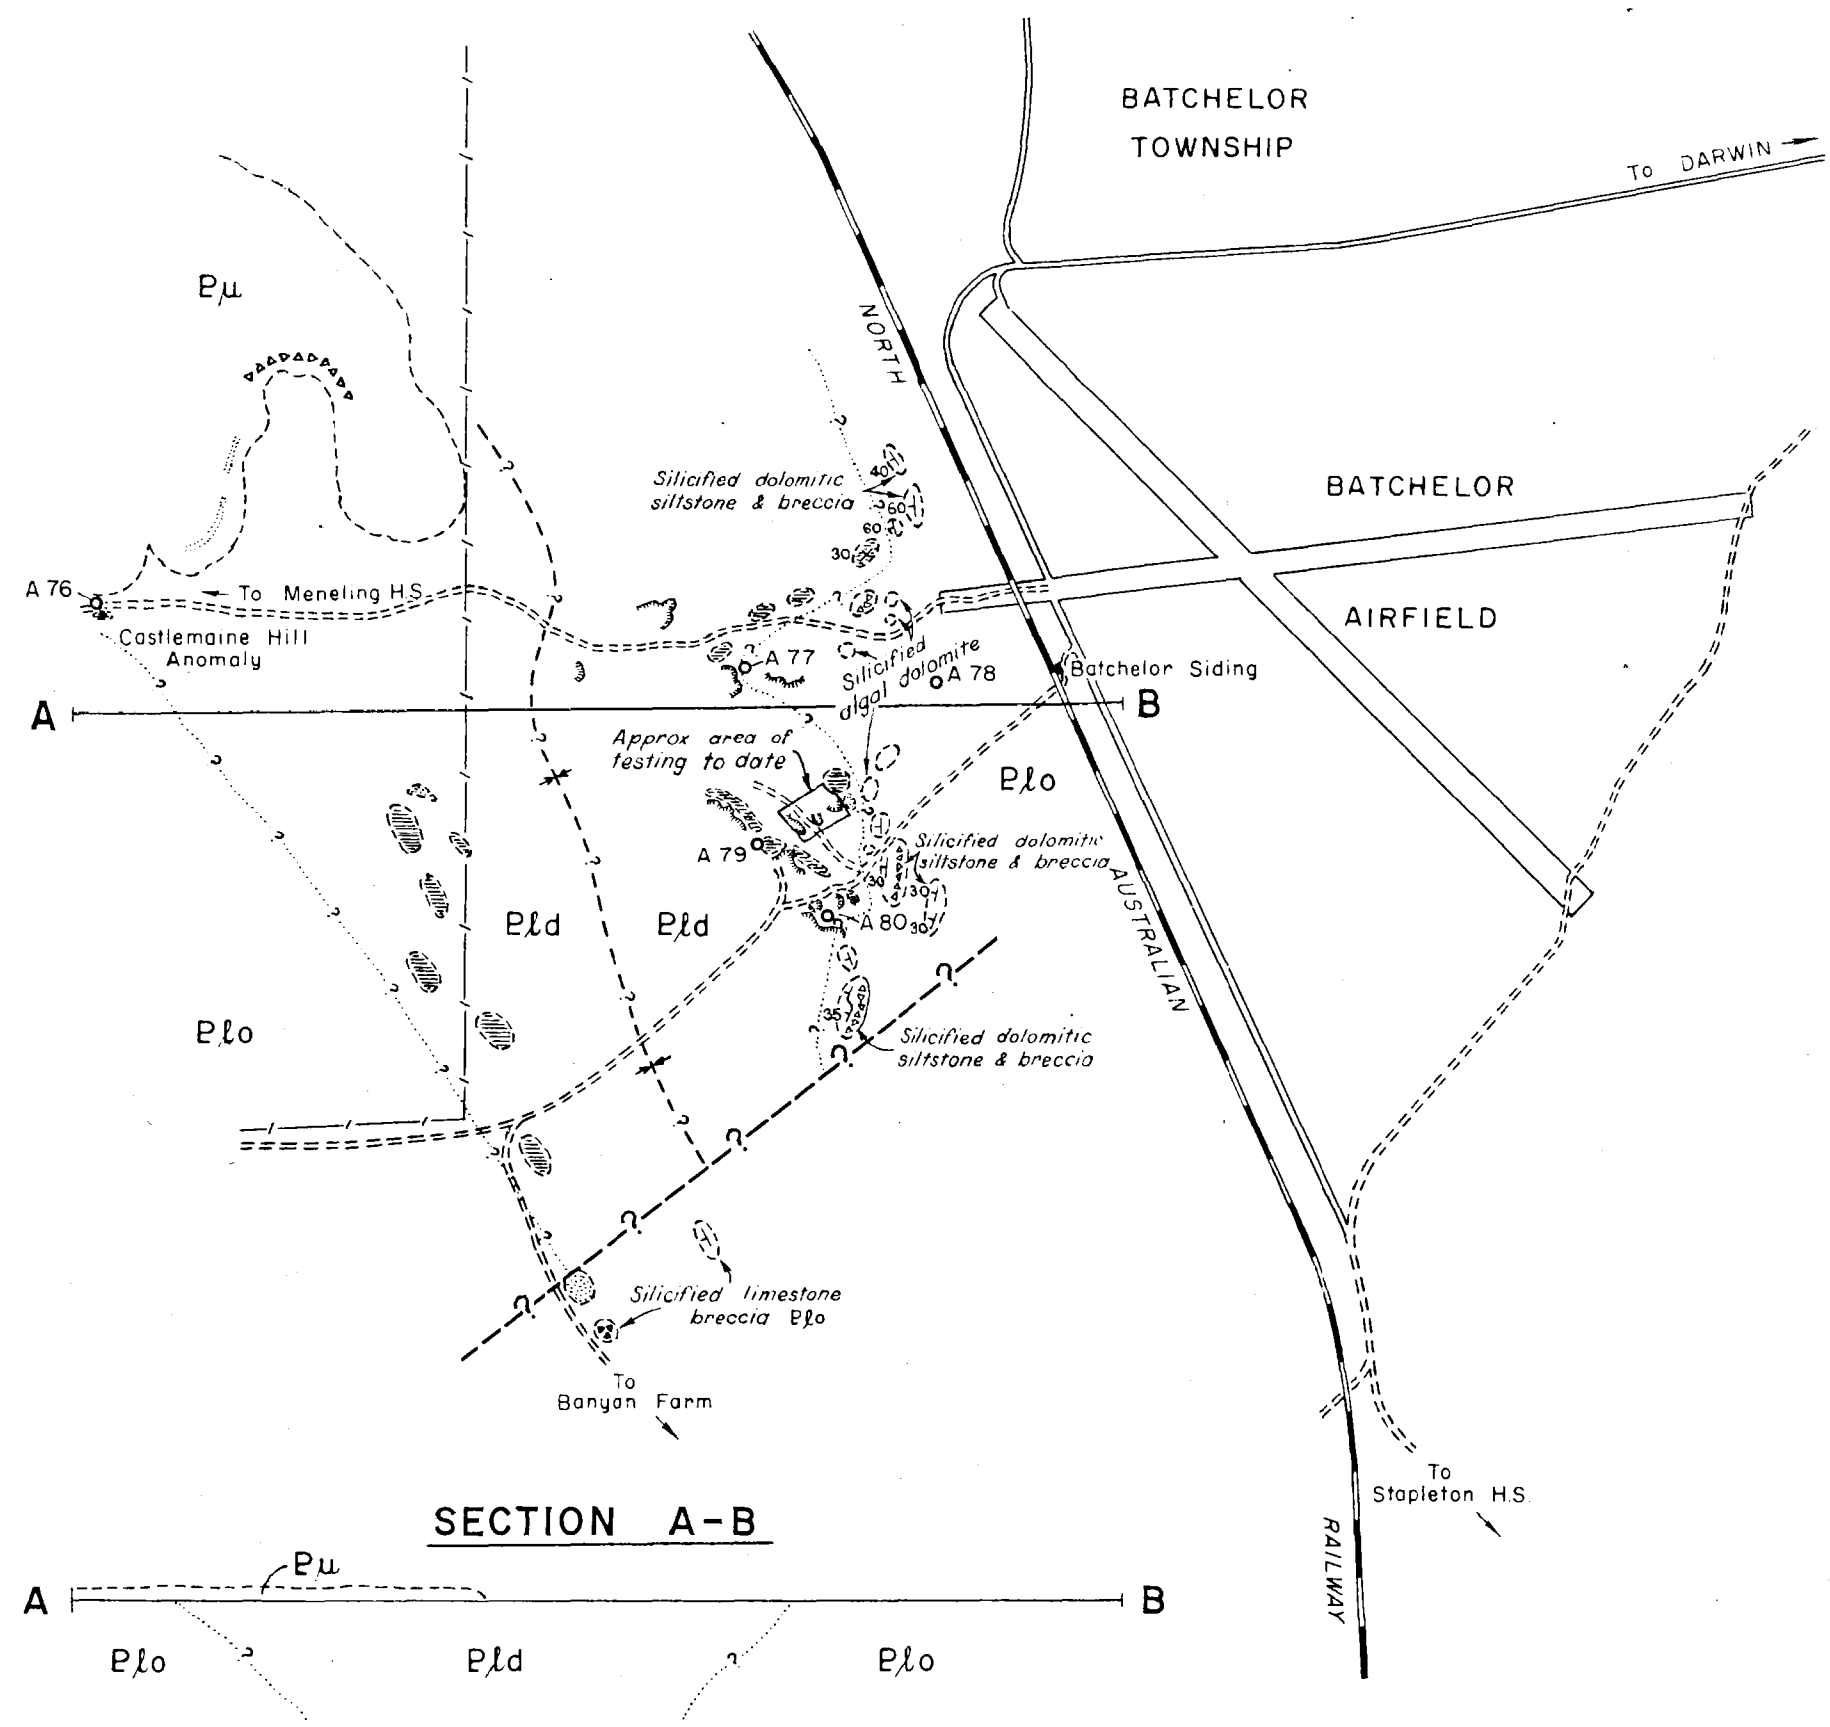 BATCHELOR
TOWNSHIP
To DARWIN
Pµ
NORTH
40
Silicified dolomitic
siltstone & breccia
60
60
30
BATCHELOR
A 76
To Meneling H.S.
Castlemaine Hill
Anomaly
AIRFIELD
A 77
Silicified
algal dolomite
A 78
Batchelor Siding
A
B
Approx area of
testing to date
Plo
A 79
Silicified dolomitic
siltstone & breccia
30
30
30
A 80
AUSTRALIAN
Pld
Pld
Plo
35
Silicified dolomitic
siltstone & breccia
?
?
?
?
?
Silicified limestone
breccia Plo
To
Banyan Farm
To
Stapleton H.S.
RAILWAY
SECTION A-B
Pµ
A
B
Plo
?
Pld
?
Plo